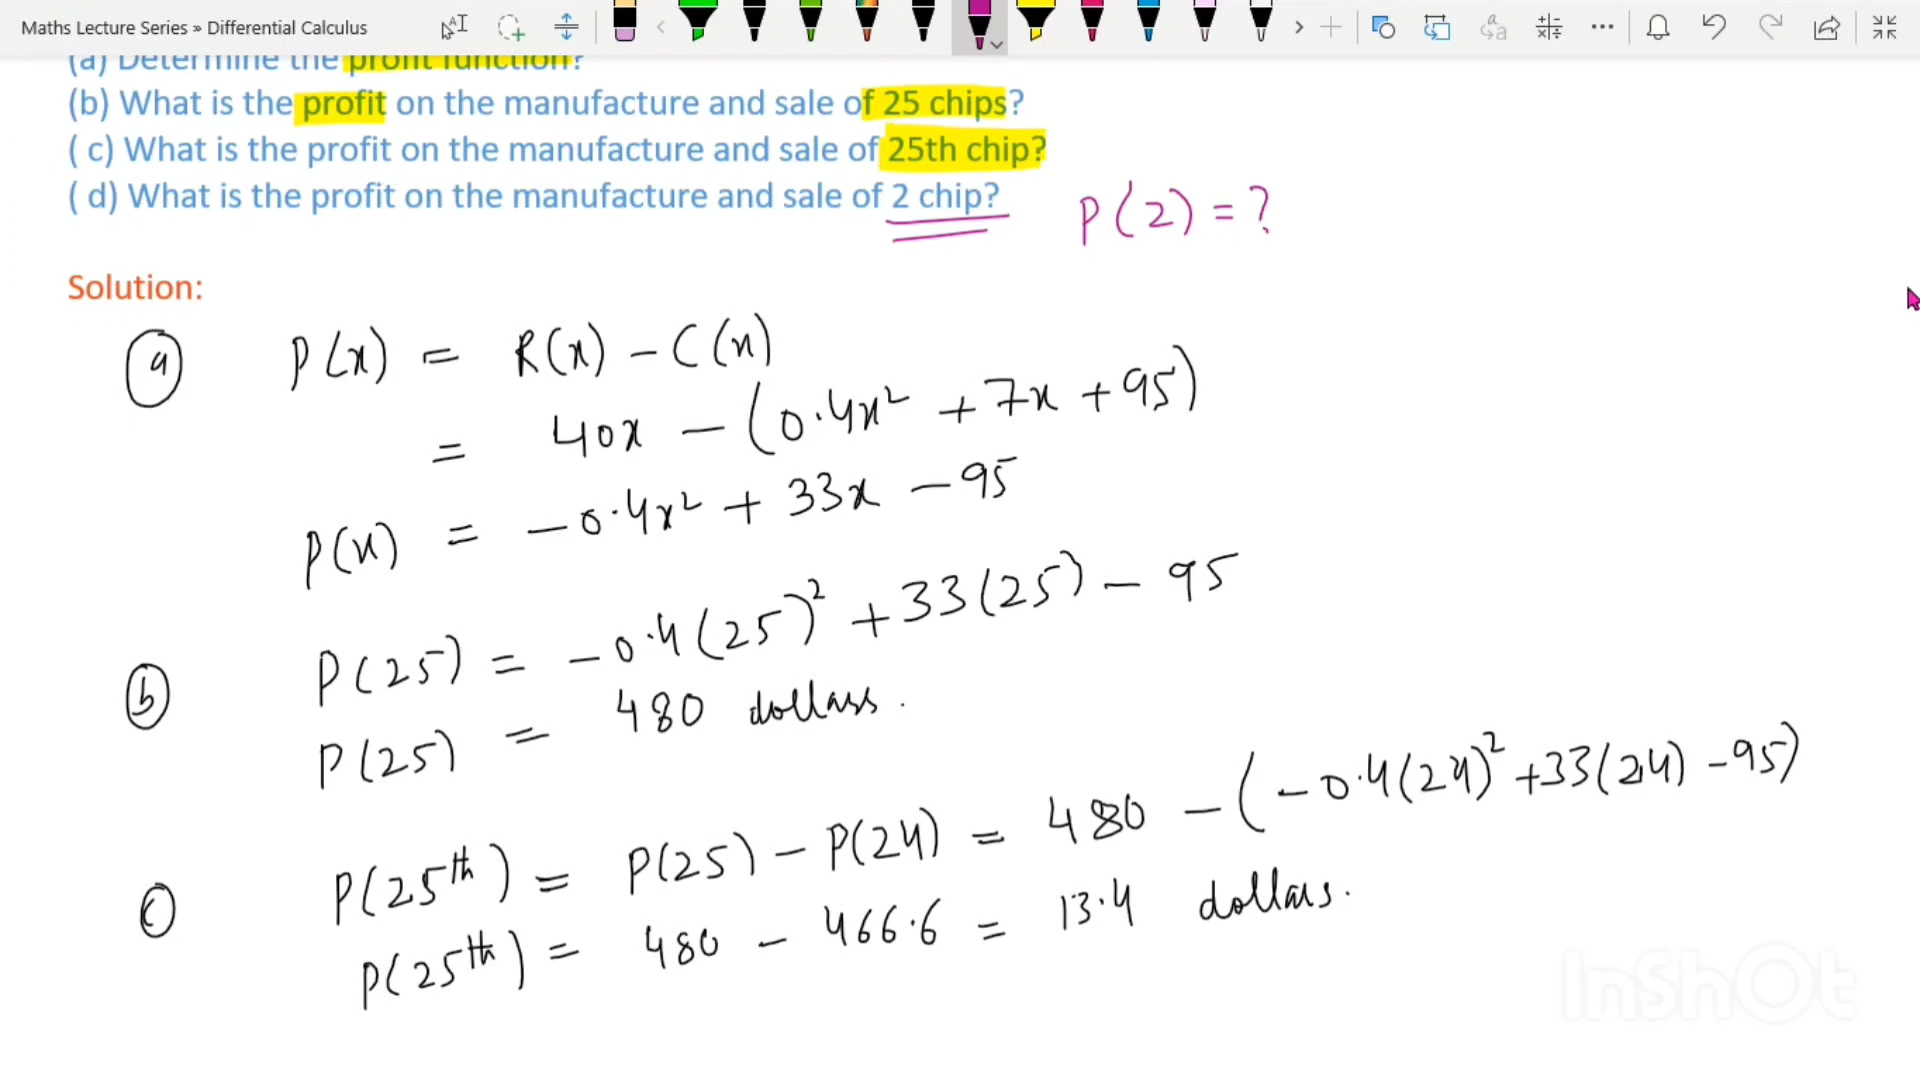 Maths Lecture Series » Differential Calculus
(a) Determine the profit function?
(b) What is the profit on the manufacture and sale of 25 chips?
( c) What is the profit on the manufacture and sale of 25th chip?
( d) What is the profit on the manufacture and sale of 2 chip? P(2) = ?
Solution:
(a) P(x) = R(x) - C(x)
= 40x - (0.4x² + 7x + 95)
P(x) = -0.4x² + 33x - 95
(b) P(25) = -0.4(25)² + 33(25) - 95
P(25) = 480 dollars.
(c) P(25th) = P(25) - P(24) = 480 - (-0.4(24)² + 33(24) - 95)
P(25th) = 480 - 466.6 = 13.4 dollars.
InShOt